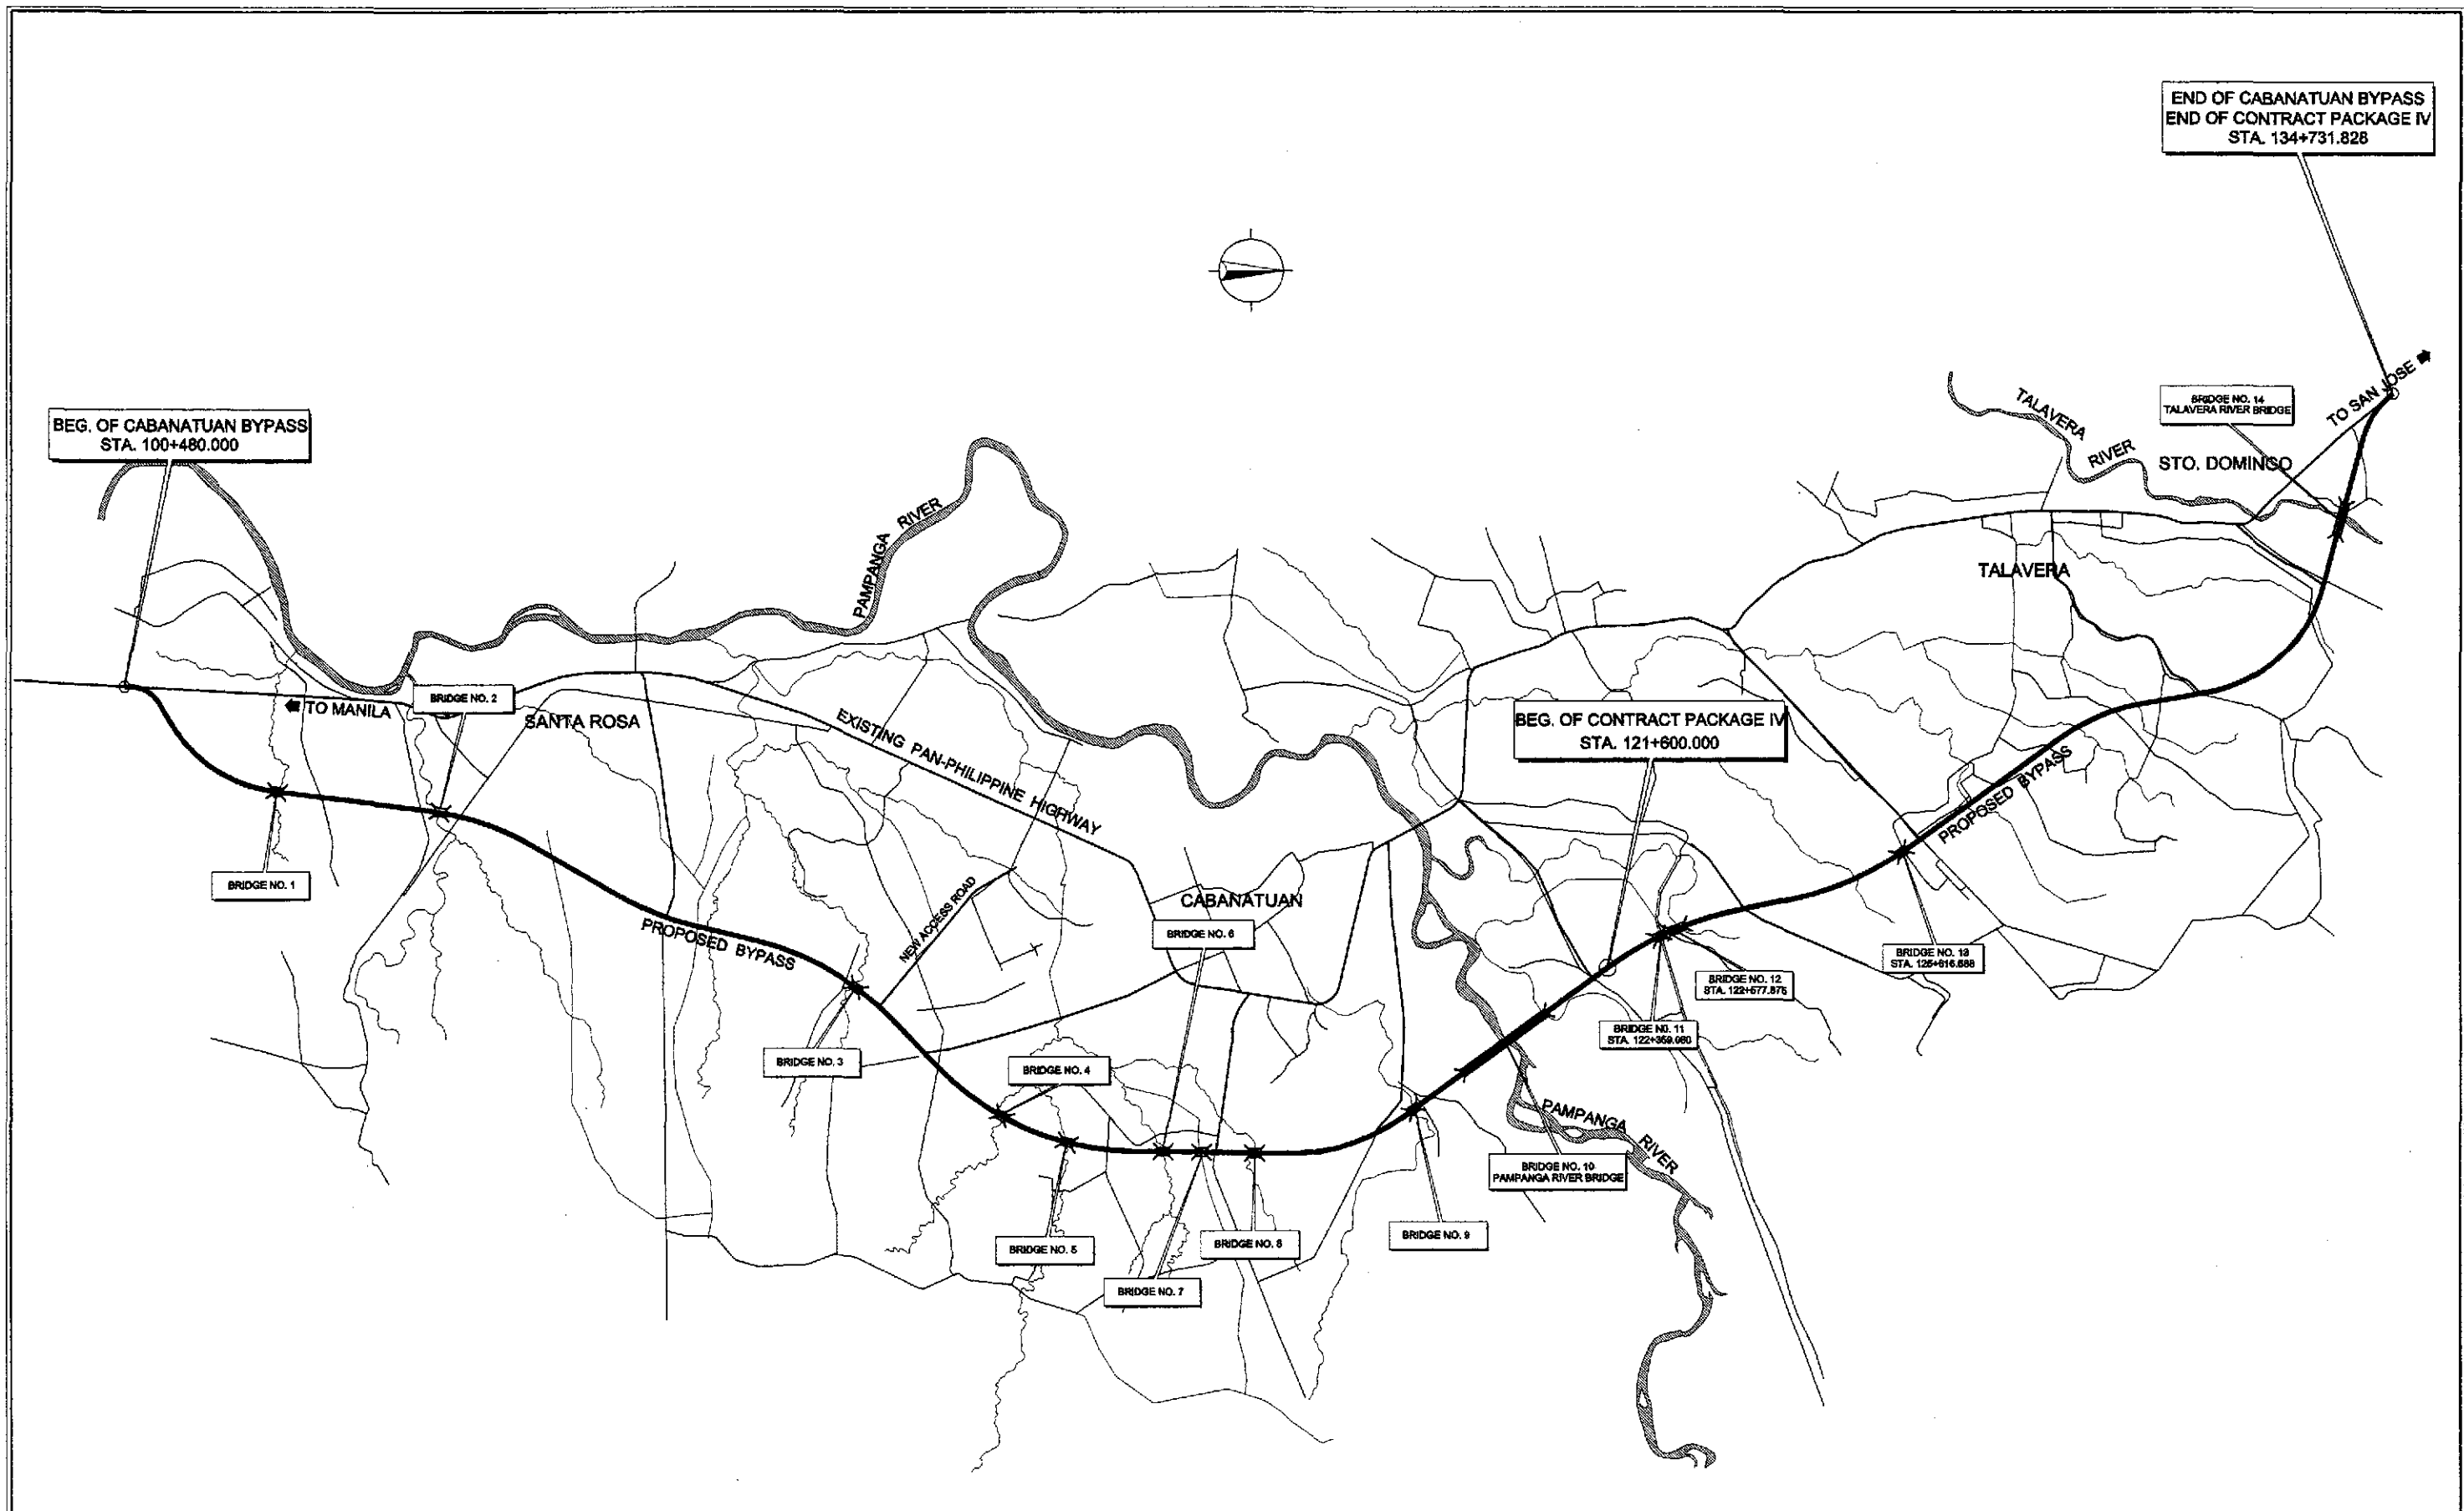 END OF CABANATUAN BYPASS
END OF CONTRACT PACKAGE IV
STA. 134+731.828
BEG. OF CABANATUAN BYPASS
STA. 100+480.000
BRIDGE NO. 14
TALAVERA RIVER BRIDGE
TO SAN JOSE
TALAVERA
RIVER
STO. DOMINGO
PAMPANGA
RIVER
TALAVERA
TO MANILA
BRIDGE NO. 2
SANTA ROSA
EXISTING PAN-PHILIPPINE HIGHWAY
BEG. OF CONTRACT PACKAGE IV
STA. 121+600.000
PROPOSED BYPASS
BRIDGE NO. 1
NEW ACCESS ROAD
CABANATUAN
BRIDGE NO. 6
PROPOSED BYPASS
BRIDGE NO. 13
BRIDGE NO. 12
STA. 122+577.875
BRIDGE NO. 11
BRIDGE NO. 3
BRIDGE NO. 4
PAMPANGA
RIVER
BRIDGE NO. 10
PAMPANGA RIVER BRIDGE
BRIDGE NO. 5
BRIDGE NO. 8
BRIDGE NO. 9
BRIDGE NO. 7